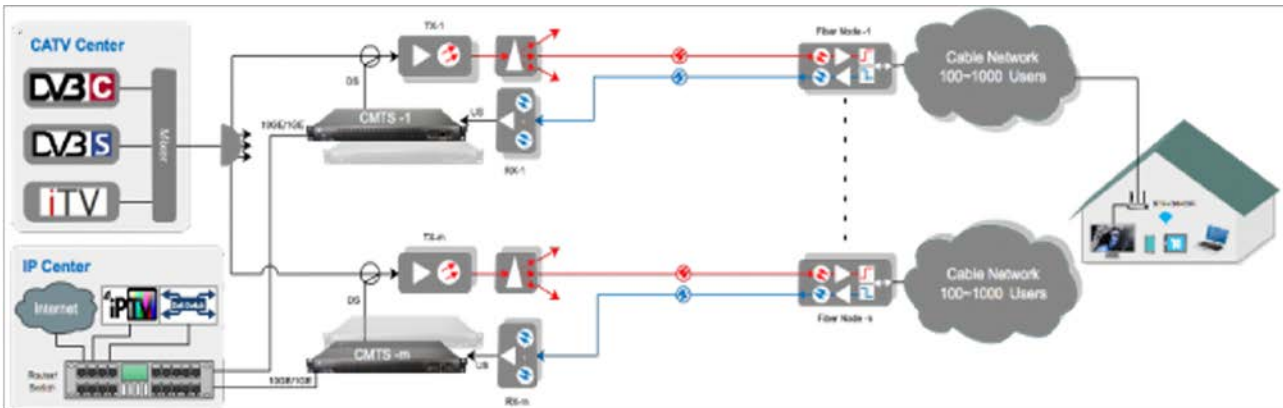 CATV Center
DVB C
DVB S
iTV
Mixer
TX-1
DS
10GE/1GE
CMTS -1
US
RX-1
Fiber Node -1
Cable Network
100~1000 Users
IP Center
Internet
iPTV
Router/
Switch
TX-m
DS
10GE/1GE
CMTS -m
US
RX-m
Fiber Node -s
Cable Network
100~1000 Users